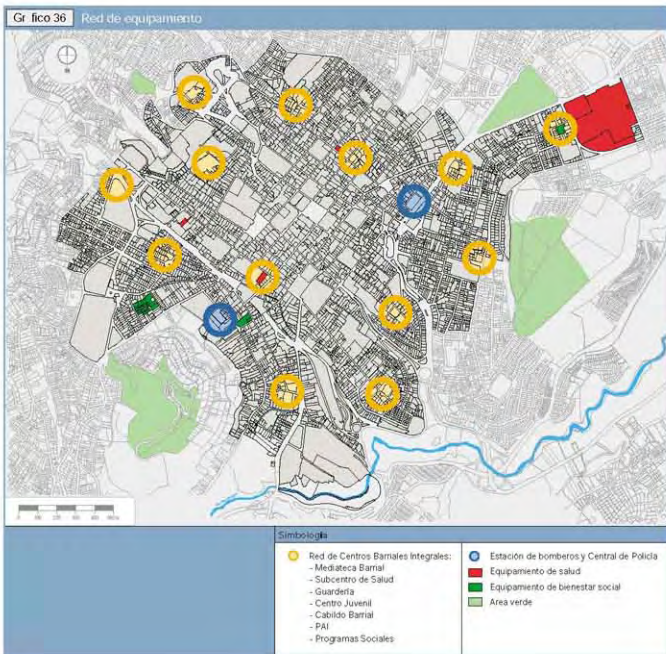 Gr fico 36 Red de equipamiento
Simbología
Red de Centros Barriales Integrales:
- Mediateca Barrial
- Subcentro de Salud
- Guardería
- Centro Juvenil
- Cabildo Barrial
- PAI
- Programas Sociales
Estación de bomberos y Central de Policía
Equipamiento de salud
Equipamiento de bienestar social
Area verde